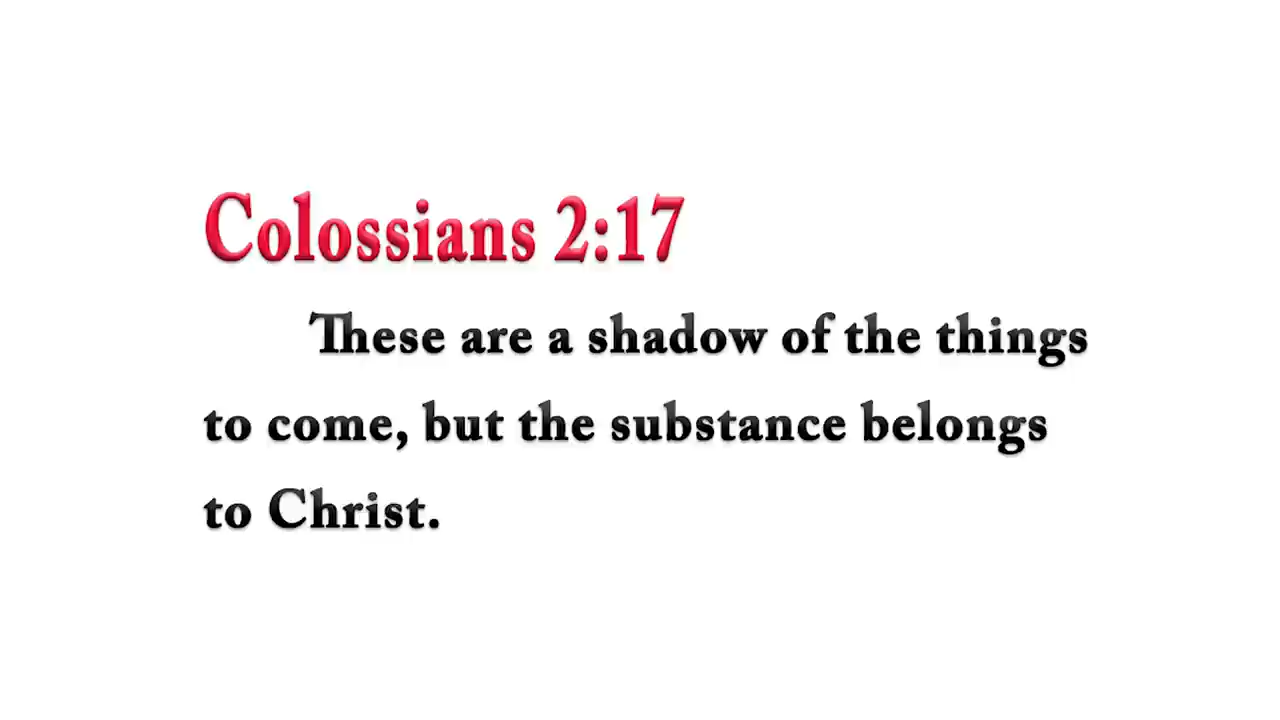 Colossians 2:17
These are a shadow of the things
to come, but the substance belongs
to Christ.